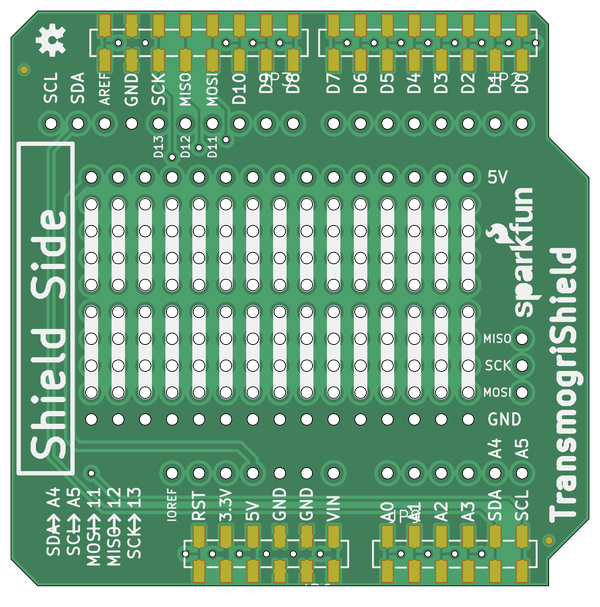 SCL
SDA
AREF
GND
SCK
MISO
MOSI
D10
D9
D8
D7
D6
D5
D4
D3
D2
D1
D0
D13
D12
D11
5V
Shield Side
sparkfun
TransmogriShield
MISO
SCK
MOSI
GND
A4
A5
IOREF
RST
3.3V
5V
GND
GND
VIN
A0
A1
A2
A3
SDA
SCL
SDA↔A4
SCL↔A5
MOSI↔11
MISO↔12
SCK↔13